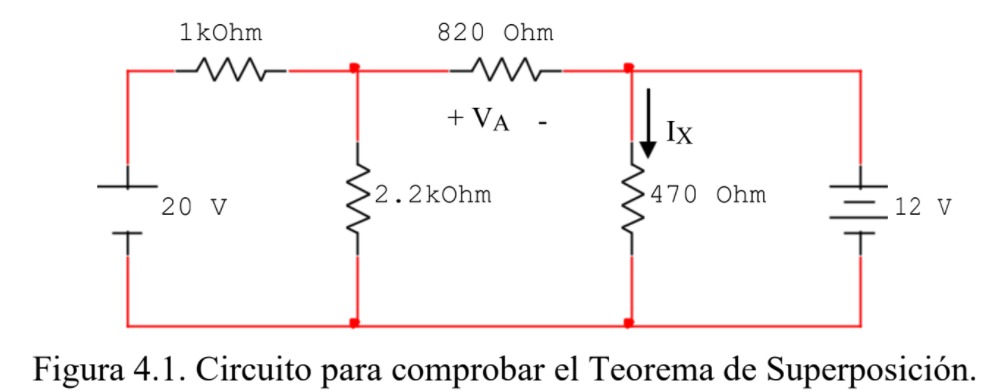 1kOhm 820 Ohm
+ VA -
IX
2.2kOhm 470 Ohm
20 V 12 V
Figura 4.1. Circuito para comprobar el Teorema de Superposición.